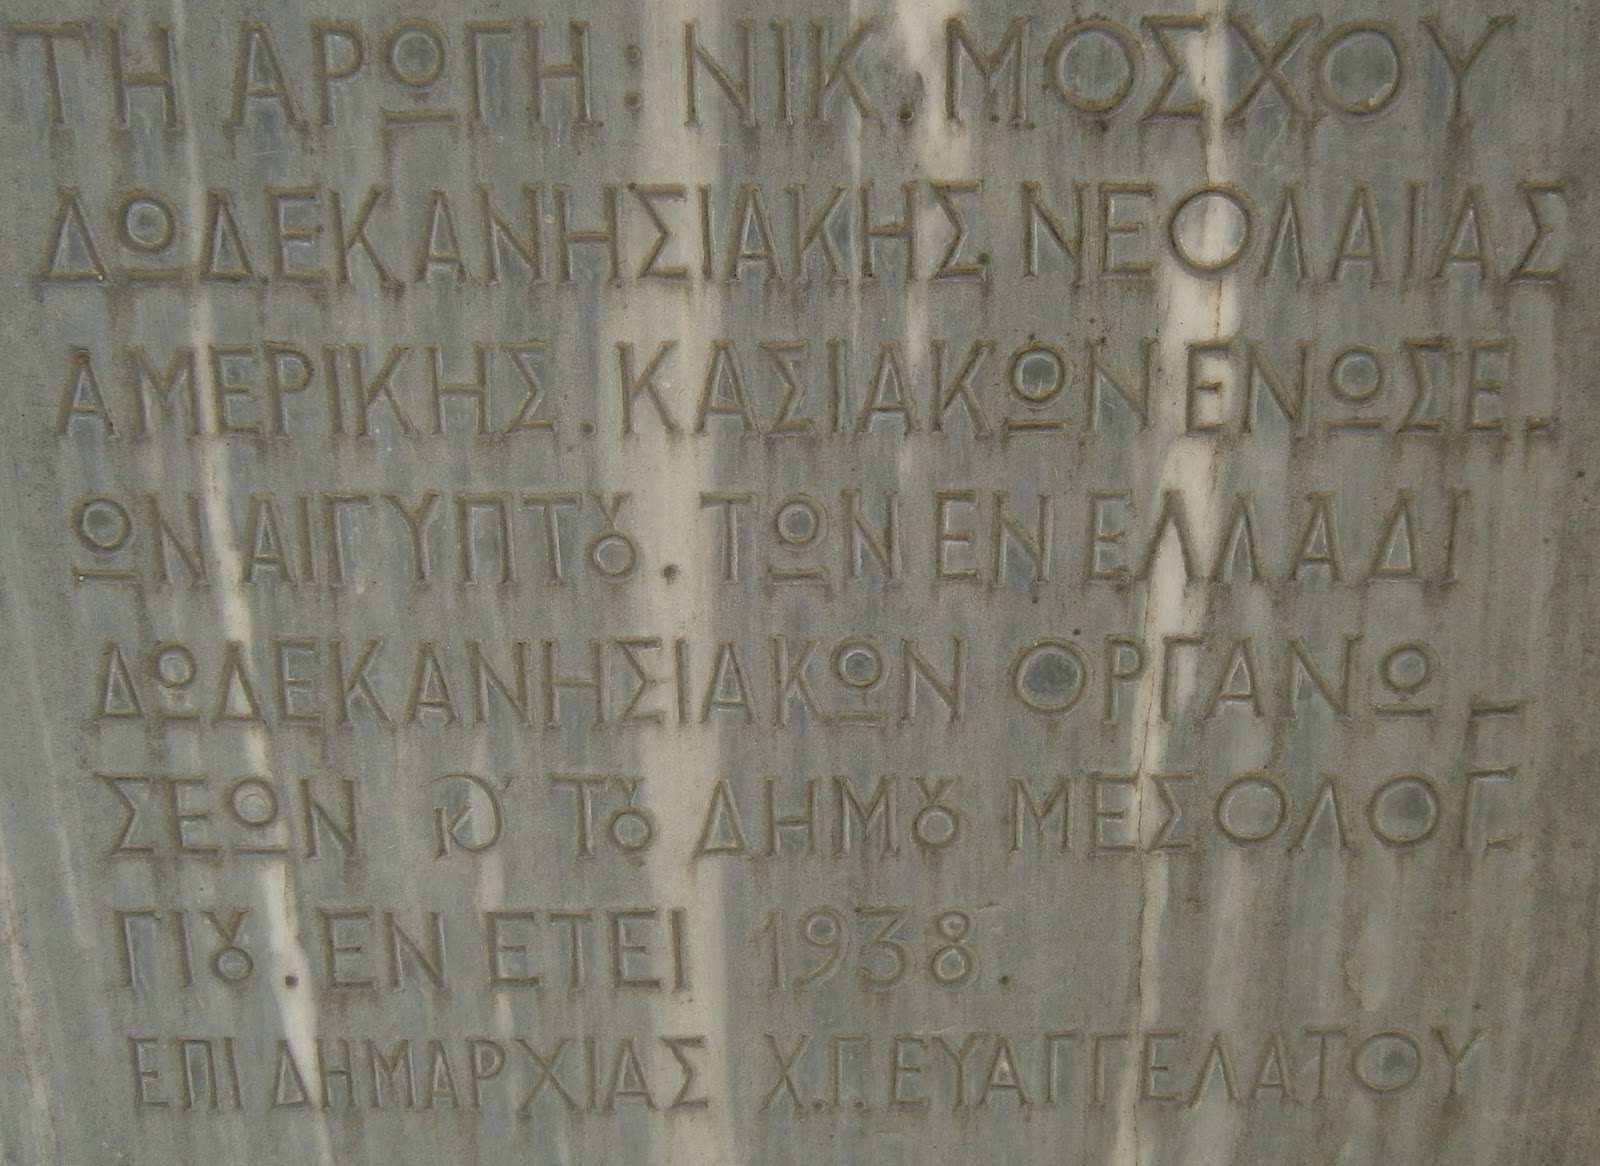 ΤΗ ΑΡΩΓΗ : ΝΙΚ. ΜΟΣΧΟΥ
ΔΩΔΕΚΑΝΗΣΙΑΚΗΣ ΝΕΟΛΑΙΑΣ
ΑΜΕΡΙΚΗΣ. ΚΑΣΙΑΚΩΝ ΕΝΩΣΕ-
ΩΝ ΑΙΓΥΠΤȢ. ΤΩΝ ΕΝ ΕΛΛΑΔΙ
ΔΩΔΕΚΑΝΗΣΙΑΚΩΝ ΟΡΓΑΝΩ-
ΣΕΩΝ Κ' ΤȢ ΔΗΜȢ ΜΕΣΟΛΟΓ-
ΓΙȢ. ΕΝ ΕΤΕΙ 1938.
ΕΠΙ ΔΗΜΑΡΧΙΑΣ Χ.Γ. ΕΥΑΓΓΕΛΑΤΟΥ